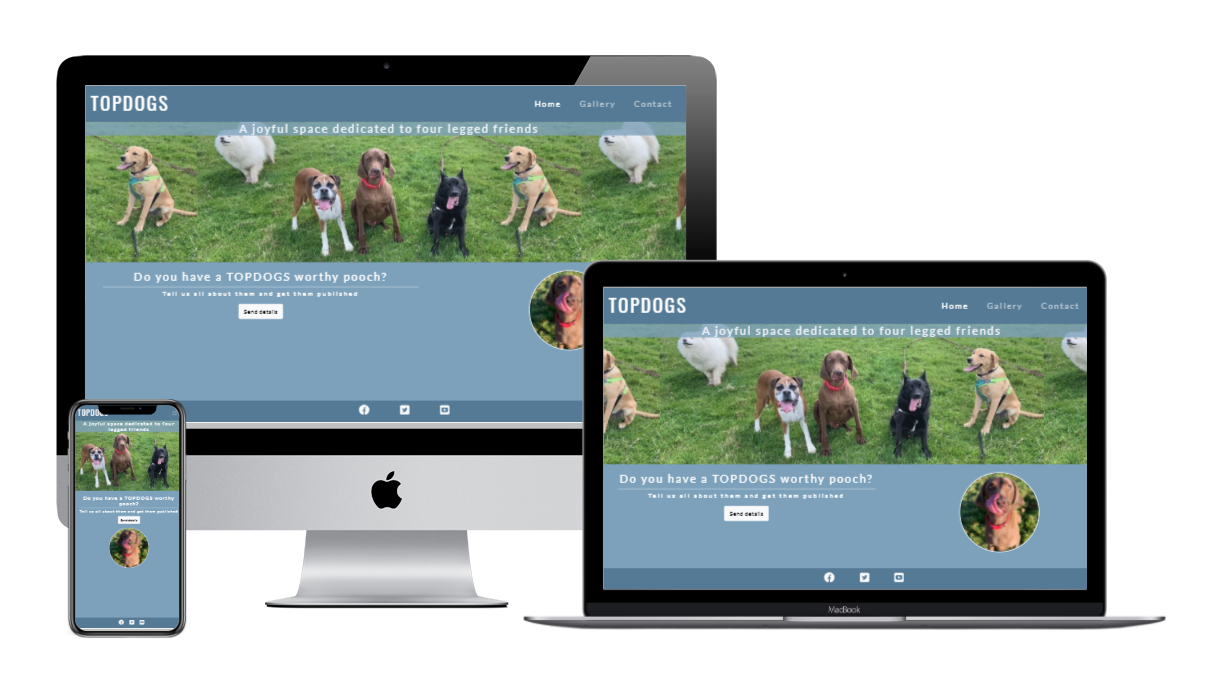 TOPDOGS
Home Gallery Contact
A joyful space dedicated to four legged friends
Do you have a TOPDOGS worthy pooch?
Tell us all about them and get them published
Send details
TOPDOGS
Home Gallery Contact
A joyful space dedicated to four legged friends
Do you have a TOPDOGS worthy pooch?
Tell us all about them and get them published
Send details
MacBook
TOPDOGS
A joyful space dedicated to four
legged friends
Do you have a TOPDOGS worthy
pooch?
Tell us all about them and get them published
Send details